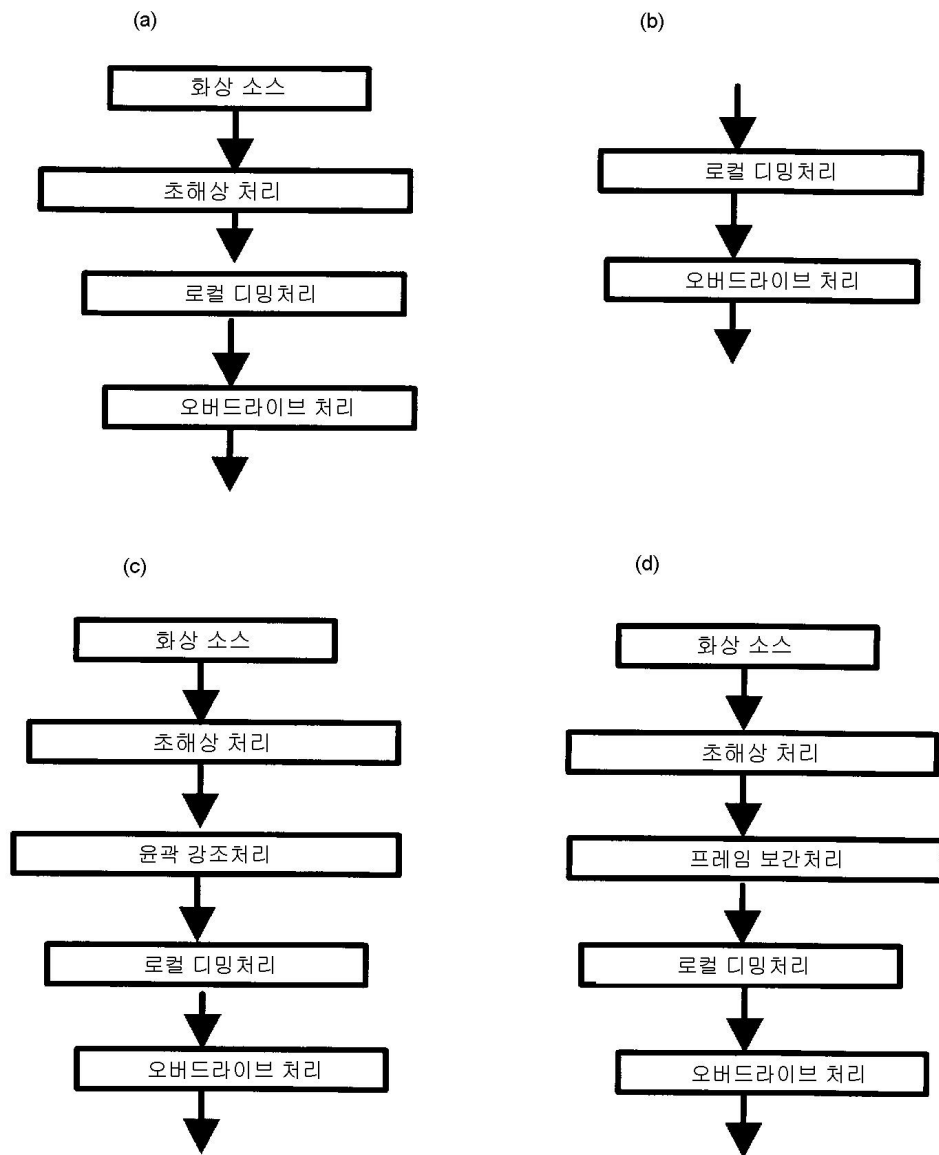 (a)
화상 소스
초해상 처리
로컬 디밍처리
오버드라이브 처리
(b)
로컬 디밍처리
오버드라이브 처리
(c)
화상 소스
초해상 처리
윤곽 강조처리
로컬 디밍처리
오버드라이브 처리
(d)
화상 소스
초해상 처리
프레임 보간처리
로컬 디밍처리
오버드라이브 처리